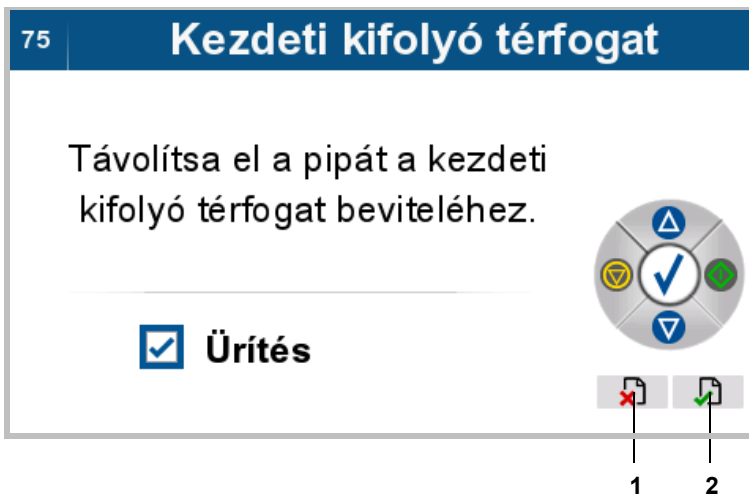 75 Kezdeti kifolyó térfogat
Távolítsa el a pipát a kezdeti
kifolyó térfogat beviteléhez.
Ürítés
1 2